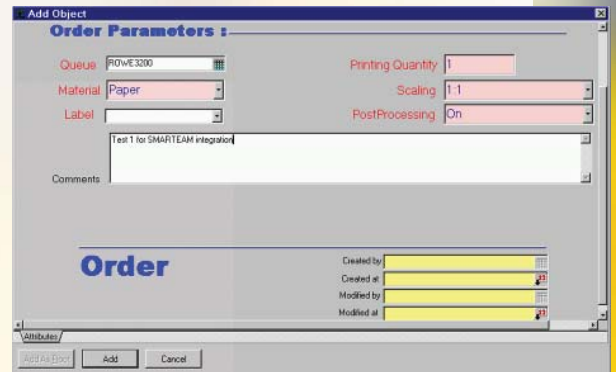 Add Object
Order Parameters :
Queue ROWE3200 Printing Quantity 1
Material Paper Scaling 1:1
Label PostProcessing On
Test 1 for SMARTEAM integration
Comments
Order
Created by
Created at
Modified by
Modified at
Attributes
Add As Root Add Cancel